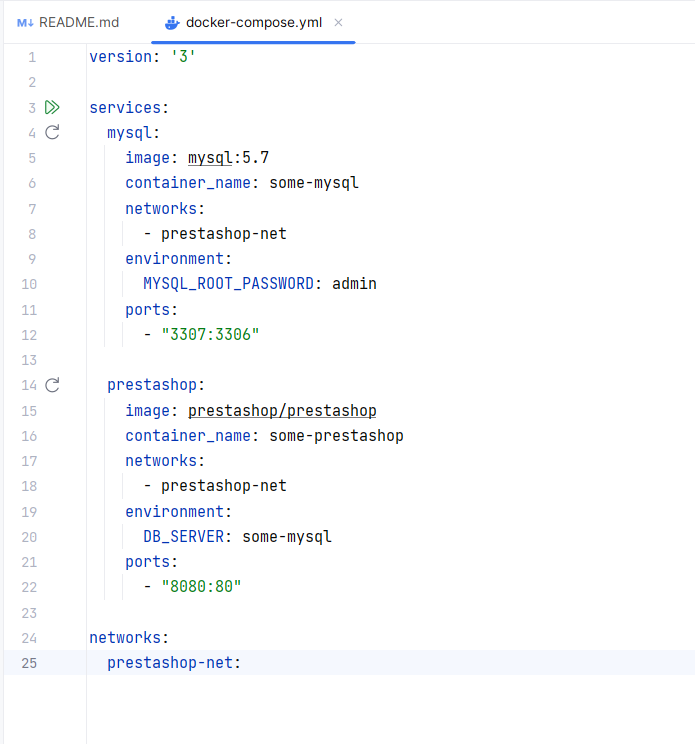 M↓ README.md docker-compose.yml ×
1 version: '3'
2
3 services:
4   mysql:
5     image: mysql:5.7
6     container_name: some-mysql
7     networks:
8       - prestashop-net
9     environment:
10       MYSQL_ROOT_PASSWORD: admin
11     ports:
12       - "3307:3306"
13
14   prestashop:
15     image: prestashop/prestashop
16     container_name: some-prestashop
17     networks:
18       - prestashop-net
19     environment:
20       DB_SERVER: some-mysql
21     ports:
22       - "8080:80"
23
24 networks:
25   prestashop-net: